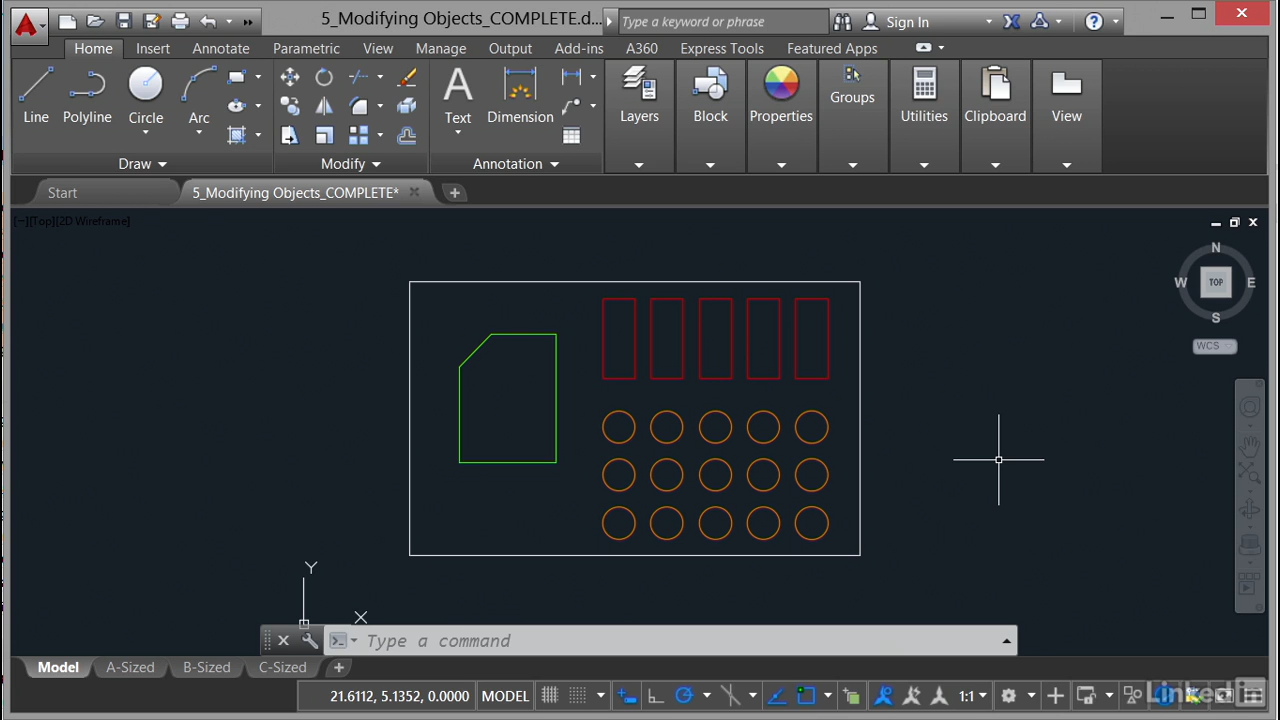 5_Modifying Objects_COMPLETE.d...
Type a keyword or phrase
Sign In
Home Insert Annotate Parametric View Manage Output Add-ins A360 Express Tools Featured Apps
Line Polyline Circle Arc Text Dimension Layers Block Properties Groups Utilities Clipboard View
Draw Modify Annotation
Start 5_Modifying Objects_COMPLETE*
[−][Top][2D Wireframe]
N
W TOP E
S
WCS
Y
X
Type a command
Model A-Sized B-Sized C-Sized
21.6112, 5.1352, 0.0000 MODEL 1:1
Linked in